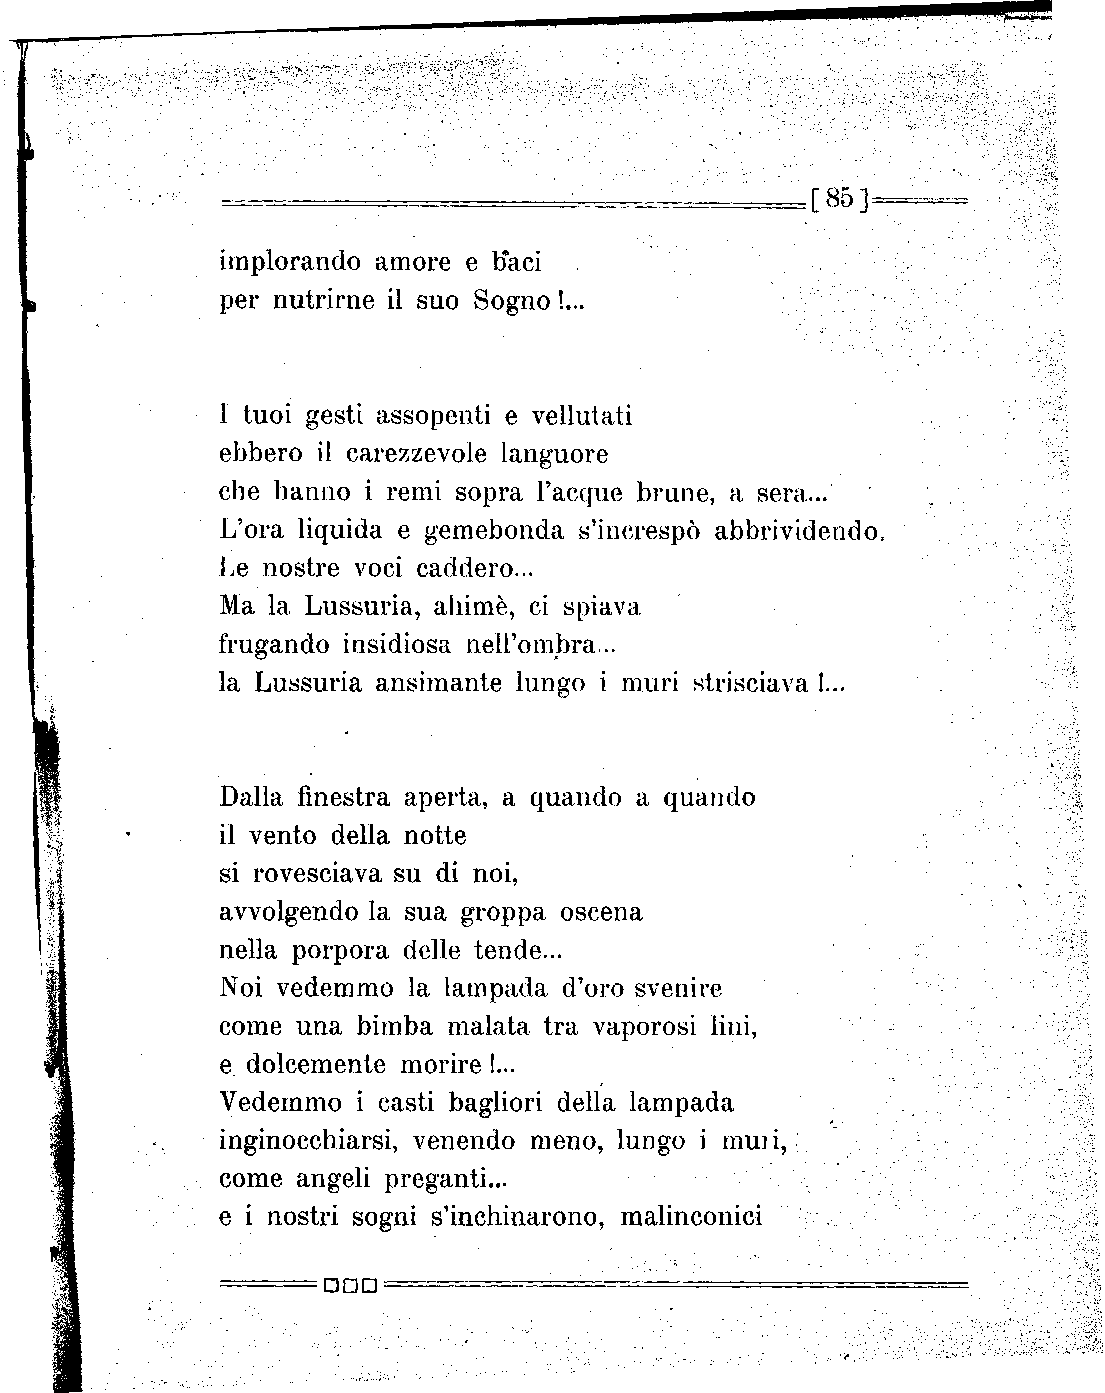 [ 85 ]
implorando amore e baci
per nutrirne il suo Sogno !...
I tuoi gesti assopenti e vellutati
ebbero il carezzevole languore
che hanno i remi sopra l'acque brune, a sera...
L'ora liquida e gemebonda s'increspò abbrividendo.
Le nostre voci caddero...
Ma la Lussuria, ahimè, ci spiava
frugando insidiosa nell'ombra...
la Lussuria ansimante lungo i muri strisciava !...
Dalla finestra aperta, a quando a quando
il vento della notte
si rovesciava su di noi,
avvolgendo la sua groppa oscena
nella porpora delle tende...
Noi vedemmo la lampada d'oro svenire
come una bimba malata tra vaporosi lini,
e dolcemente morire !...
Vedemmo i casti bagliori della lampada
inginocchiarsi, venendo meno, lungo i muri,
come angeli preganti...
e i nostri sogni s'inchinarono, malinconici